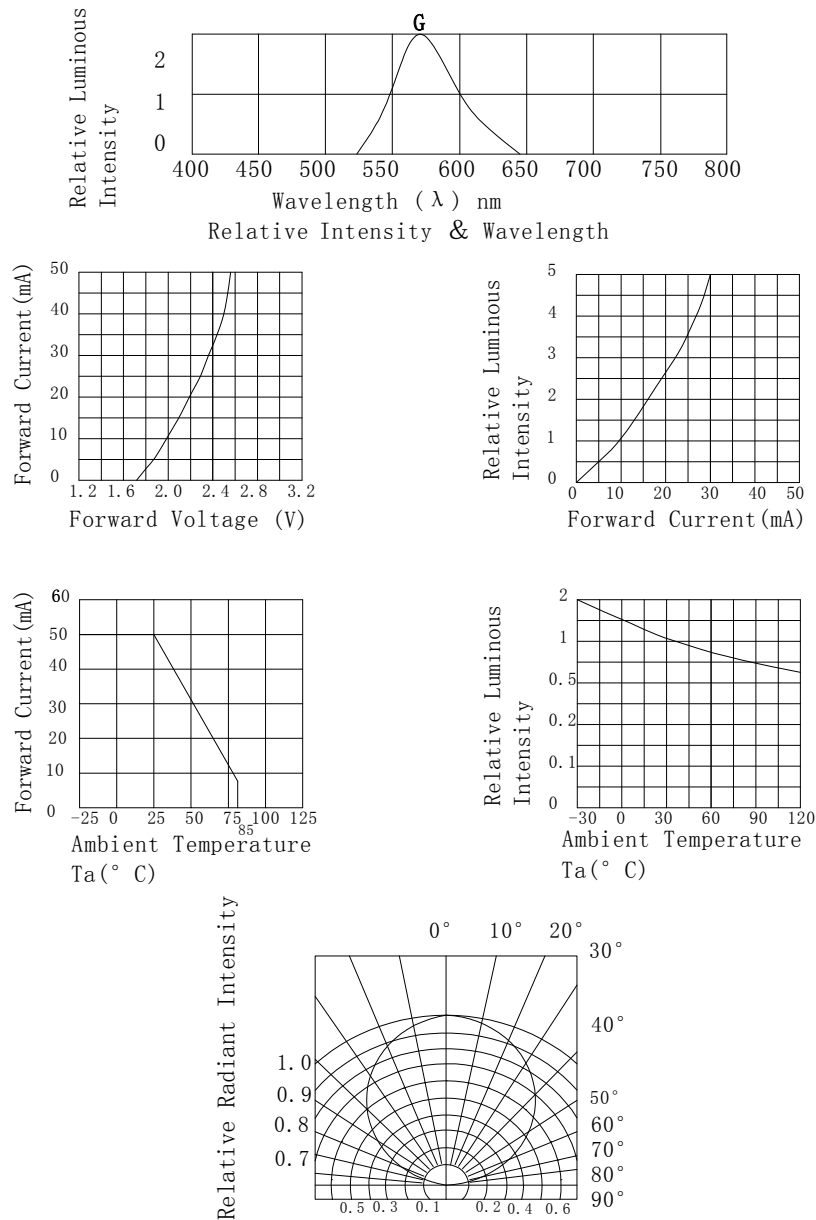 G
Relative Luminous
Intensity
2
1
0
400 450 500 550 600 650 700 750 800
Wavelength (λ) nm
Relative Intensity & Wavelength
Forward Current(mA)
50
40
30
20
10
0
1.2 1.6 2.0 2.4 2.8 3.2
Forward Voltage (V)
Relative Luminous
Intensity
5
4
3
2
1
0
0 10 20 30 40 50
Forward Current(mA)
Forward Current(mA)
60
50
40
30
20
10
0
-25 0 25 50 75 100 125
85
Ambient Temperature
Ta(° C)
Relative Luminous
Intensity
2
1
0.5
0.2
0.1
0
-30 0 30 60 90 120
Ambient Temperature
Ta(° C)
Relative Radiant Intensity
0° 10° 20°
30°
40°
50°
60°
70°
80°
90°
1.0
0.9
0.8
0.7
0.5 0.3 0.1 0.2 0.4 0.6